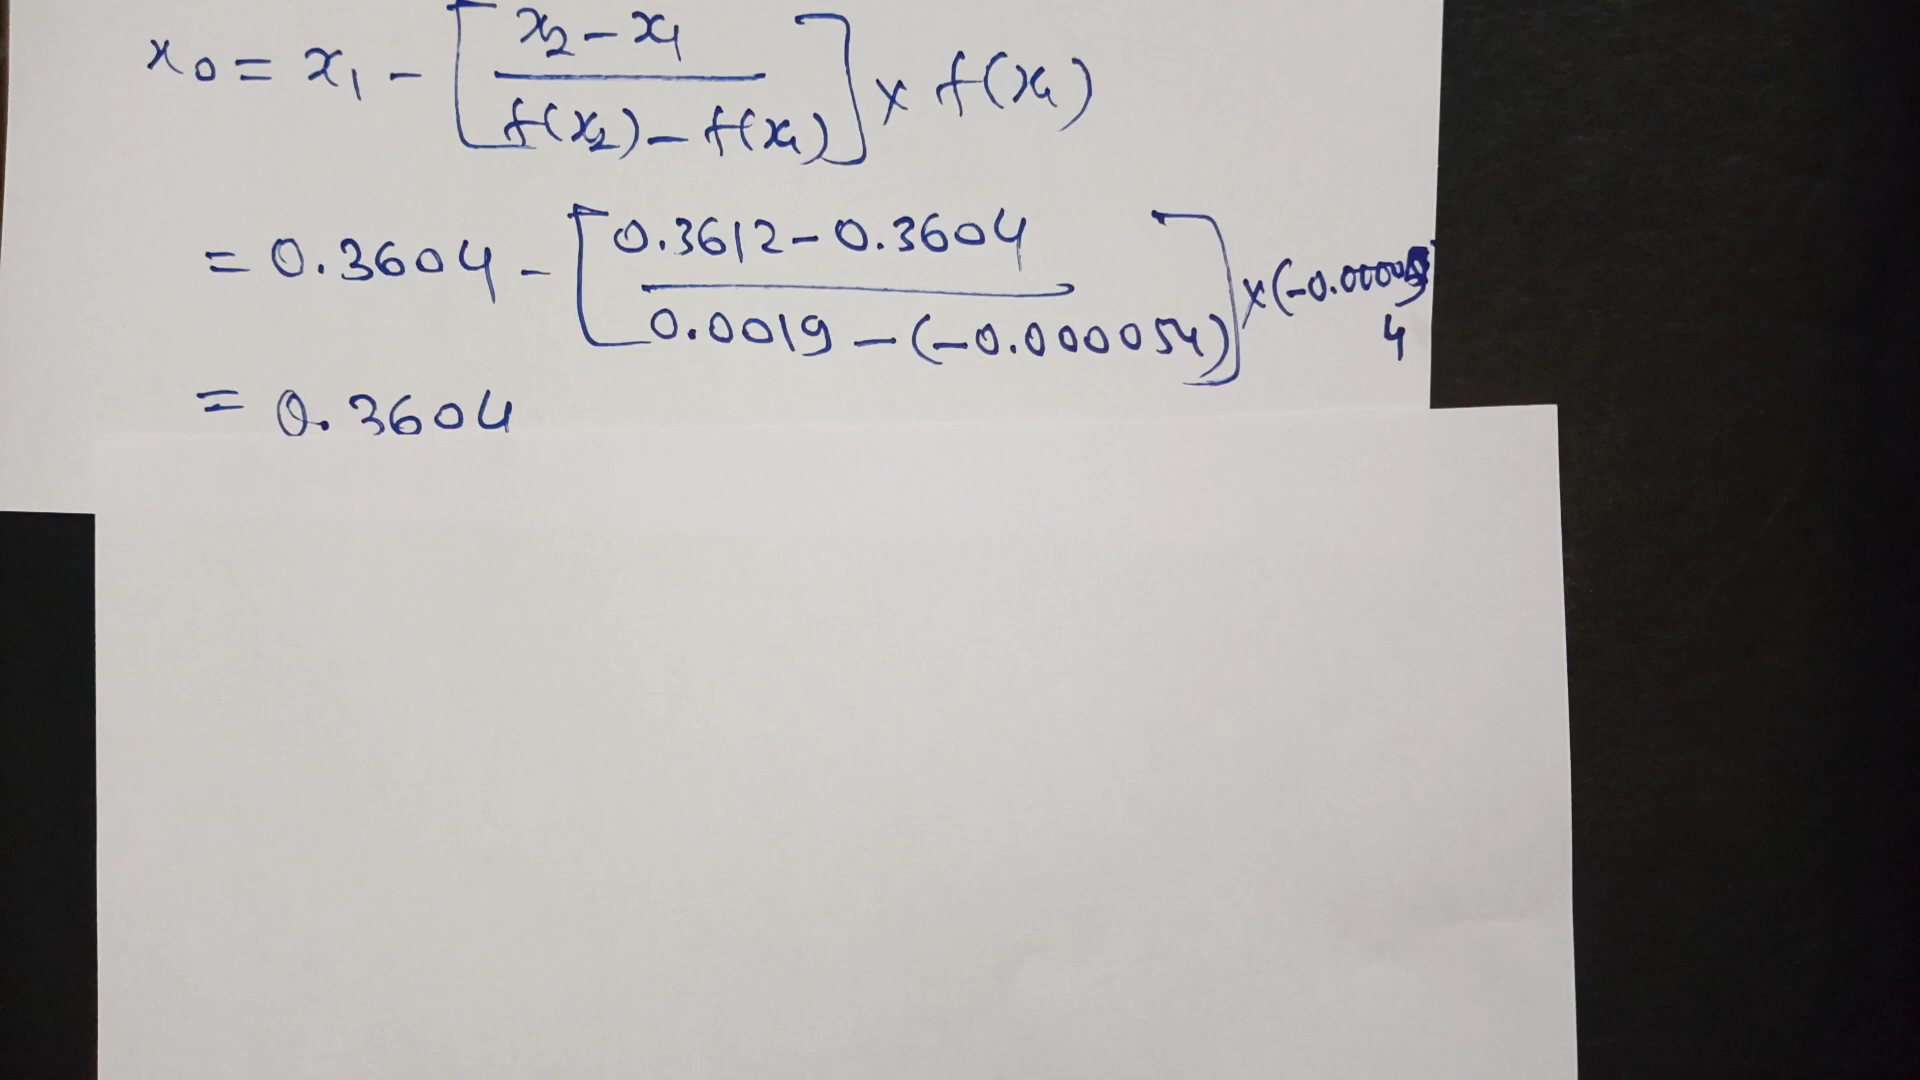 x₀ = x₁ - [ (x₂ - x₁) / (f(x₂) - f(x₁)) ] × f(x₁)
= 0.3604 - [ (0.3612 - 0.3604) / (0.0019 - (-0.000054)) ] × (-0.00005
4
= 0.3604